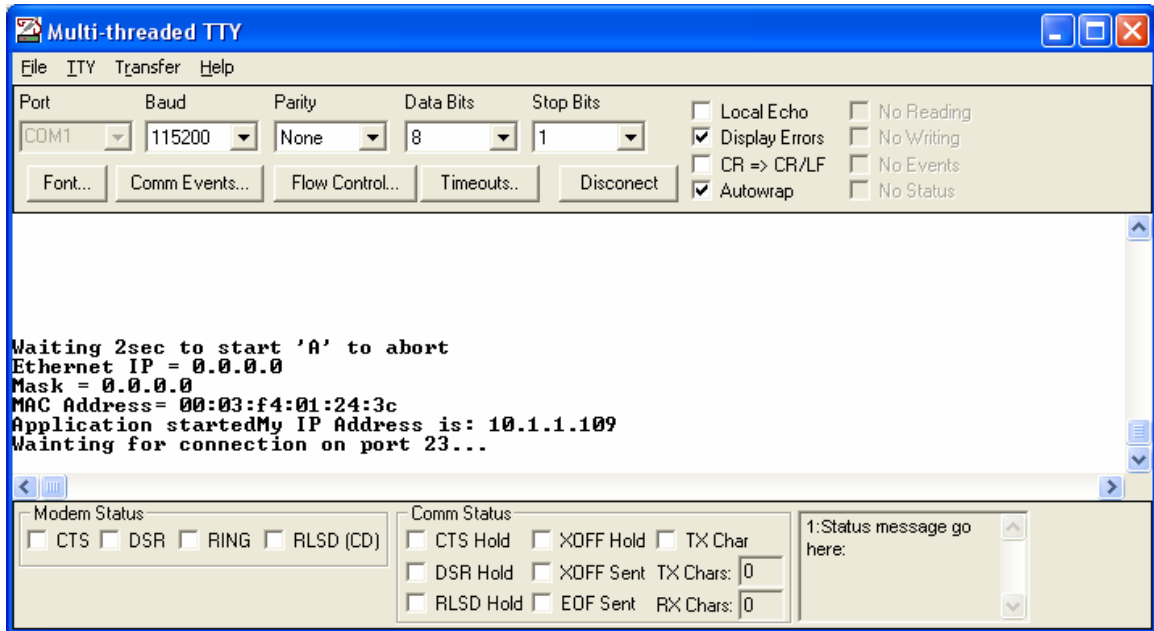 Multi-threaded TTY
File TTY Transfer Help
Port Baud Parity Data Bits Stop Bits
COM1 115200 None 8 1
Local Echo No Reading
Display Errors No Writing
CR => CR/LF No Events
Autowrap No Status
Font... Comm Events... Flow Control... Timeouts.. Disconect
Waiting 2sec to start 'A' to abort
Ethernet IP = 0.0.0.0
Mask = 0.0.0.0
MAC Address= 00:03:f4:01:24:3c
Application startedMy IP Address is: 10.1.1.109
Wainting for connection on port 23...
Modem Status
CTS DSR RING RLSD (CD)
Comm Status
CTS Hold XOFF Hold TX Char
DSR Hold XOFF Sent TX Chars: 0
RLSD Hold EOF Sent RX Chars: 0
1:Status message go
here: